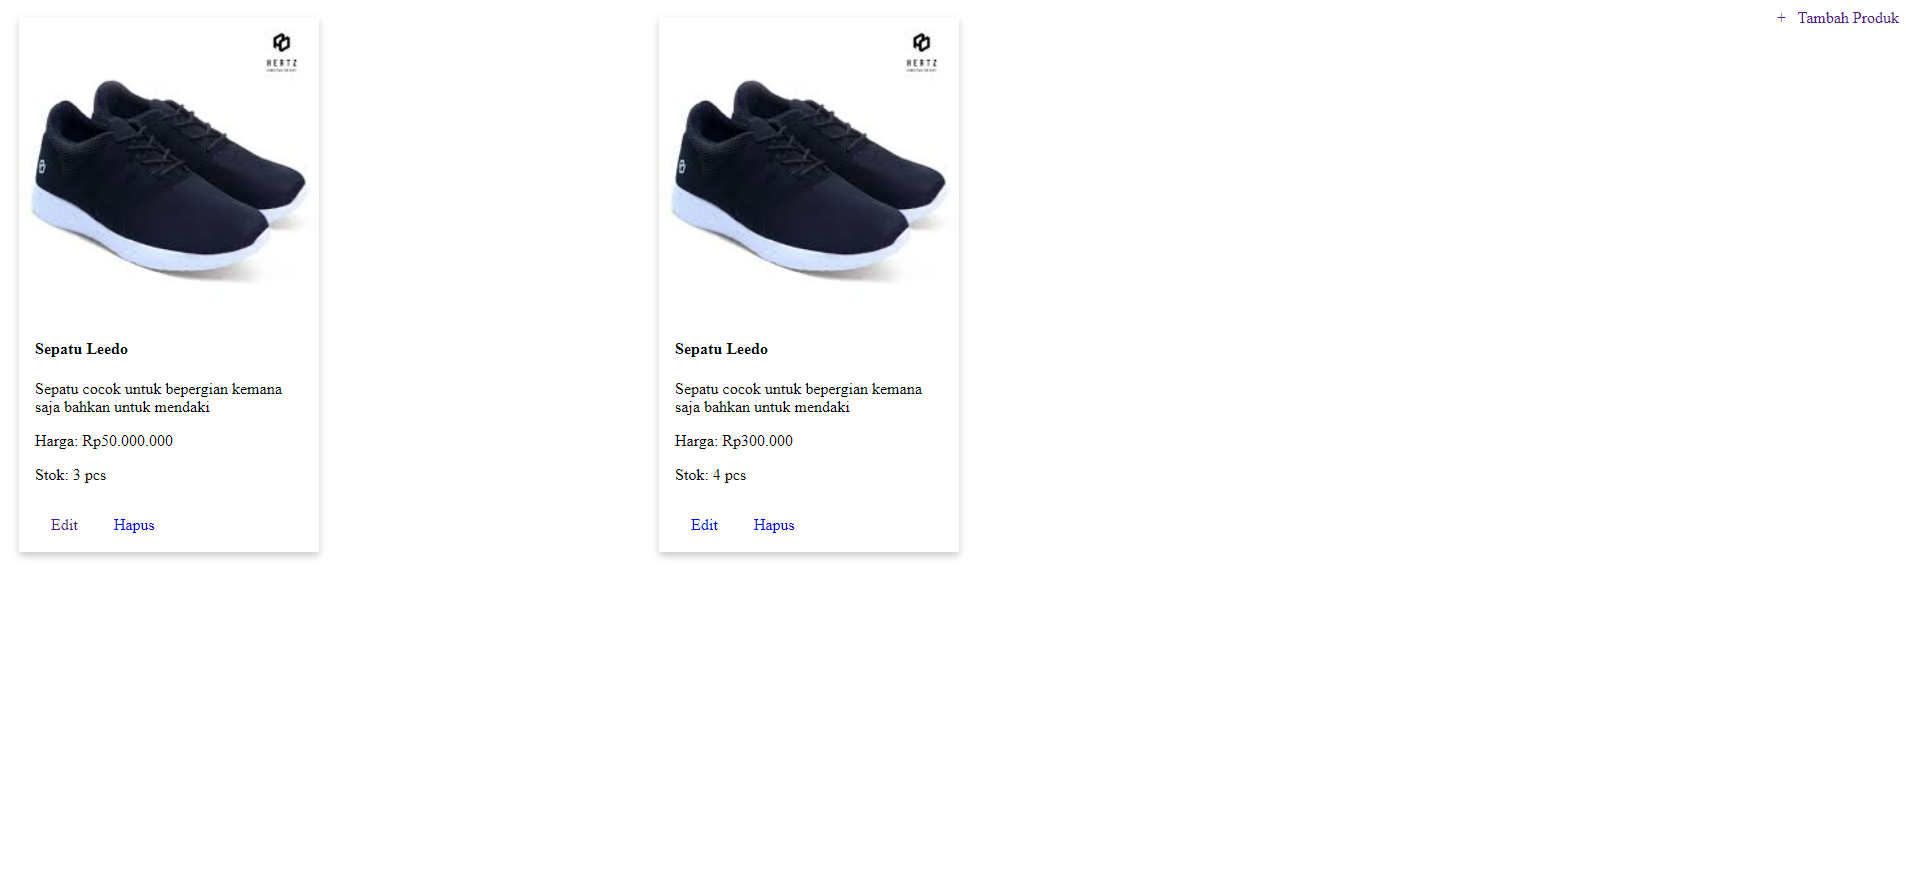 + Tambah Produk
HERTZ
Sepatu Leedo
Sepatu cocok untuk bepergian kemana
saja bahkan untuk mendaki
Harga: Rp50.000.000
Stok: 3 pcs
Edit Hapus
HERTZ
Sepatu Leedo
Sepatu cocok untuk bepergian kemana
saja bahkan untuk mendaki
Harga: Rp300.000
Stok: 4 pcs
Edit Hapus